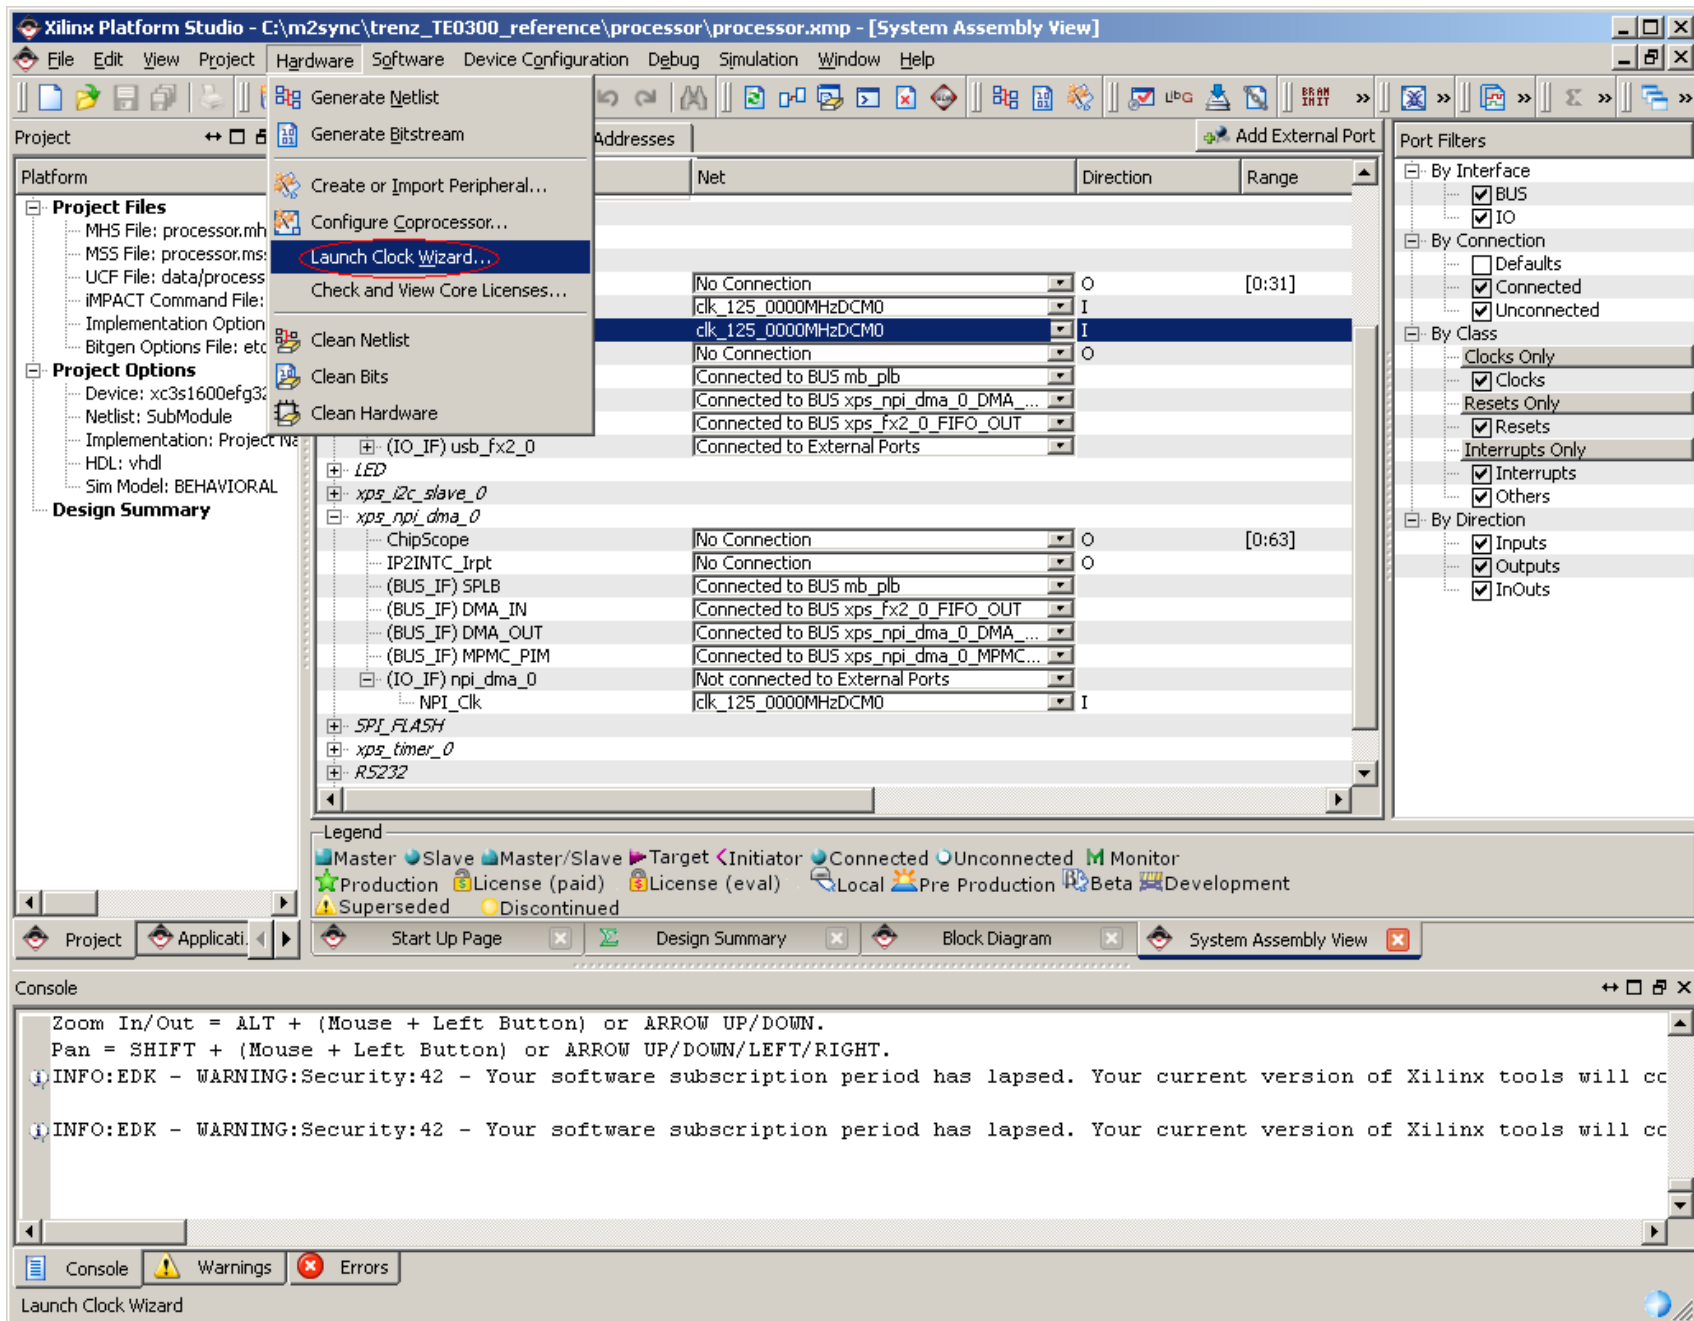 Xilinx Platform Studio - C:\m2sync\trenz_TE0300_reference\processor\processor.xmp - [System Assembly View]
File Edit View Project Hardware Software Device Configuration Debug Simulation Window Help
Generate Netlist
Generate Bitstream
Create or Import Peripheral...
Configure Coprocessor...
Launch Clock Wizard...
Check and View Core Licenses...
Clean Netlist
Clean Bits
Clean Hardware
Project
Platform
Project Files
MHS File: processor.mh
MSS File: processor.ms
UCF File: data/process
iMPACT Command File:
Implementation Option
Bitgen Options File: etc
Project Options
Device: xc3s1600efg32
Netlist: SubModule
Implementation: Project Na
HDL: vhdl
Sim Model: BEHAVIORAL
Design Summary
Addresses
Add External Port
Net Direction Range
No Connection O [0:31]
clk_125_0000MHzDCM0 I
clk_125_0000MHzDCM0 I
No Connection O
Connected to BUS mb_plb
Connected to BUS xps_npi_dma_0_DMA_...
Connected to BUS xps_fx2_0_FIFO_OUT
(IO_IF) usb_fx2_0 Connected to External Ports
LED
xps_i2c_slave_0
xps_npi_dma_0
ChipScope No Connection O [0:63]
IP2INTC_Irpt No Connection O
(BUS_IF) SPLB Connected to BUS mb_plb
(BUS_IF) DMA_IN Connected to BUS xps_fx2_0_FIFO_OUT
(BUS_IF) DMA_OUT Connected to BUS xps_npi_dma_0_DMA_...
(BUS_IF) MPMC_PIM Connected to BUS xps_npi_dma_0_MPMC...
(IO_IF) npi_dma_0 Not connected to External Ports
NPI_Clk clk_125_0000MHzDCM0 I
SPI_FLASH
xps_timer_0
RS232
Port Filters
By Interface
BUS
IO
By Connection
Defaults
Connected
Unconnected
By Class
Clocks Only
Clocks
Resets Only
Resets
Interrupts Only
Interrupts
Others
By Direction
Inputs
Outputs
InOuts
Legend
Master Slave Master/Slave Target Initiator Connected Unconnected M Monitor
Production License (paid) License (eval) Local Pre Production Beta Development
Superseded Discontinued
Project Applicati
Start Up Page Design Summary Block Diagram System Assembly View
Console
Zoom In/Out = ALT + (Mouse + Left Button) or ARROW UP/DOWN.
Pan = SHIFT + (Mouse + Left Button) or ARROW UP/DOWN/LEFT/RIGHT.
INFO:EDK - WARNING:Security:42 - Your software subscription period has lapsed. Your current version of Xilinx tools will cc
INFO:EDK - WARNING:Security:42 - Your software subscription period has lapsed. Your current version of Xilinx tools will cc
Console Warnings Errors
Launch Clock Wizard